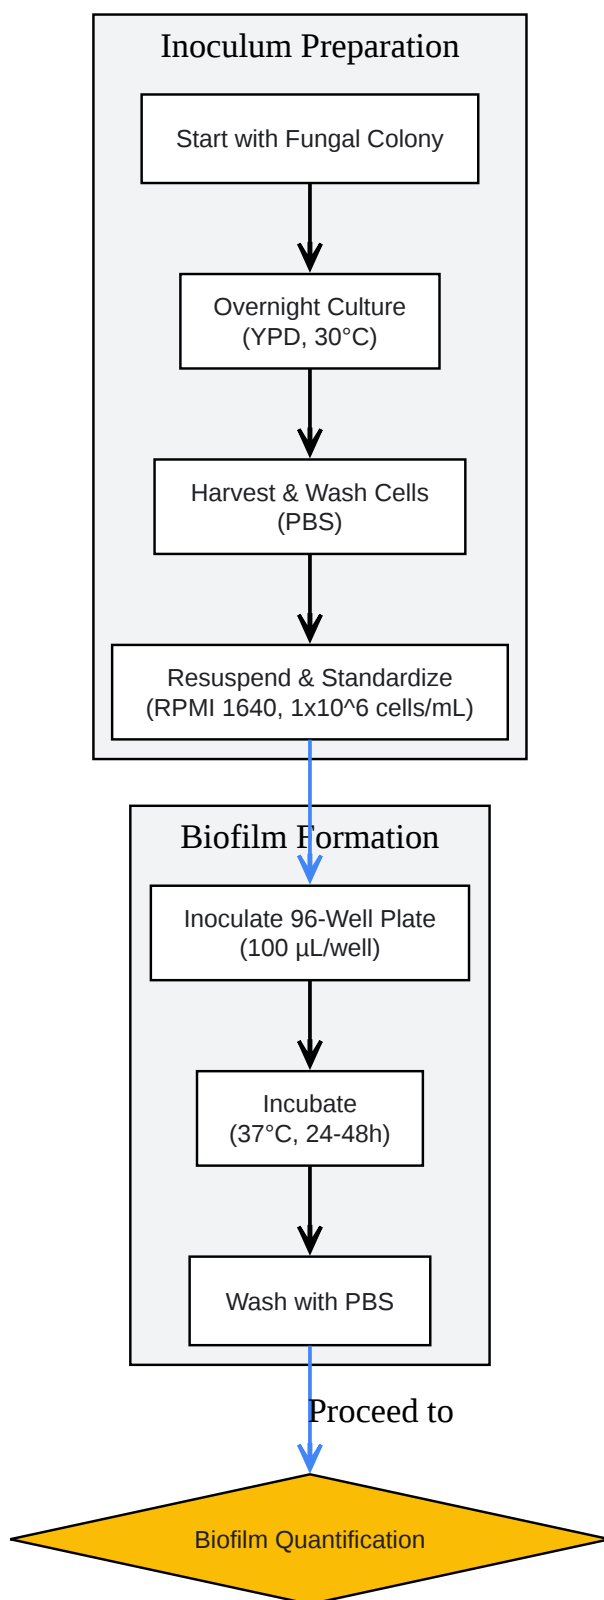 Inoculum Preparation
Start with Fungal Colony
Overnight Culture
(YPD, 30°C)
Harvest & Wash Cells
(PBS)
Resuspend & Standardize
(RPMI 1640, 1x10^6 cells/mL)
Biofilm Formation
Inoculate 96-Well Plate
(100 µL/well)
Incubate
(37°C, 24-48h)
Wash with PBS
Proceed to
Biofilm Quantification